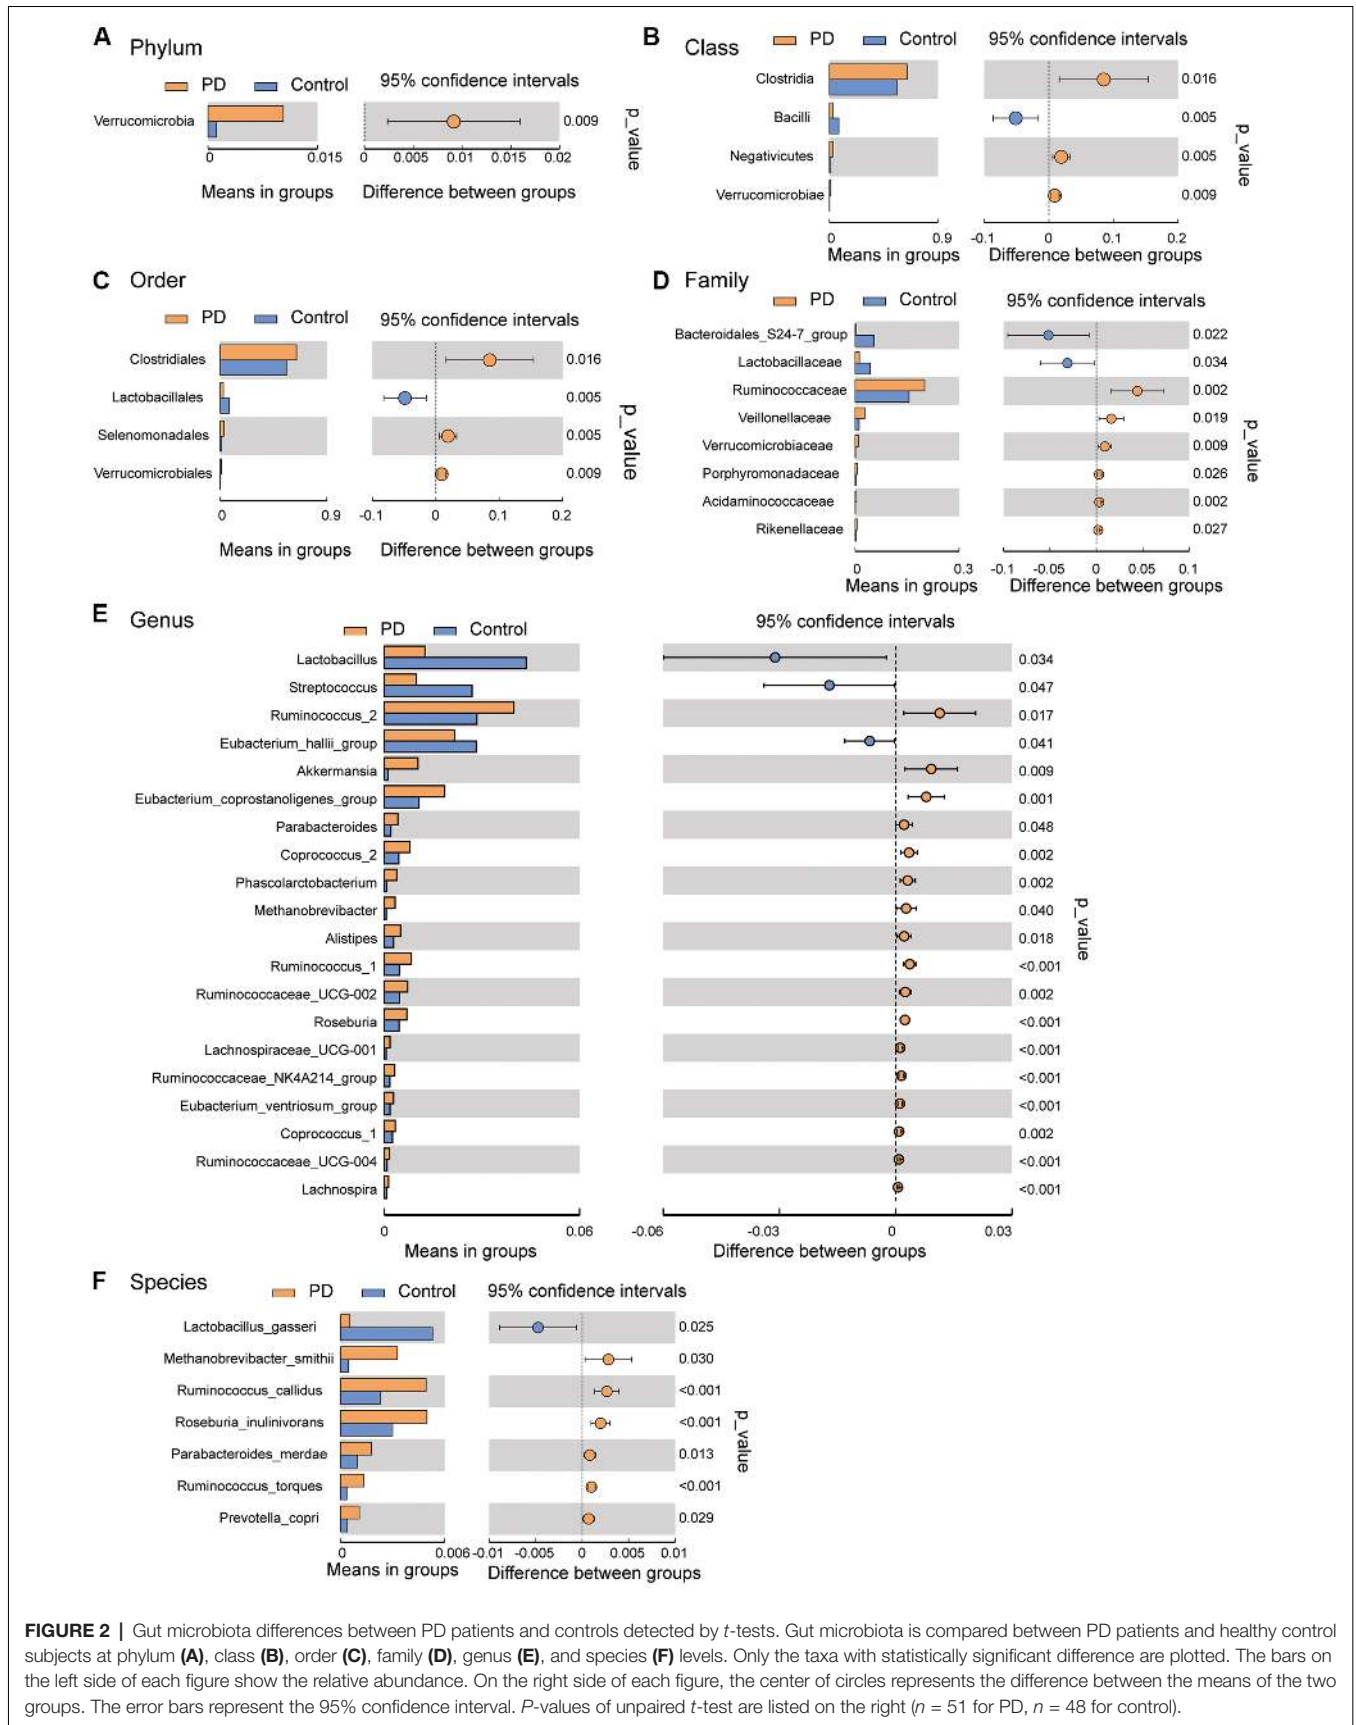 A Phylum
PD Control 95% confidence intervals
Verrucomicrobia 0.009
0 0.015 0 0.005 0.01 0.015 0.02
Means in groups Difference between groups
p_value
B Class PD Control 95% confidence intervals
Clostridia 0.016
Bacilli 0.005
Negativicutes 0.005
Verrucomicrobiae 0.009
0 0.9 -0.1 0 0.1 0.2
Means in groups Difference between groups
p_value
C Order
PD Control 95% confidence intervals
Clostridiales 0.016
Lactobacillales 0.005
Selenomonadales 0.005
Verrucomicrobiales 0.009
0 0.9 -0.1 0 0.1 0.2
Means in groups Difference between groups
p_value
D Family
PD Control 95% confidence intervals
Bacteroidales_S24-7_group 0.022
Lactobacillaceae 0.034
Ruminococcaceae 0.002
Veillonellaceae 0.019
Verrucomicrobiaceae 0.009
Porphyromonadaceae 0.026
Acidaminococcaceae 0.002
Rikenellaceae 0.027
0 0.3 -0.1 -0.05 0 0.05 0.1
Means in groups Difference between groups
p_value
E Genus
PD Control 95% confidence intervals
Lactobacillus 0.034
Streptococcus 0.047
Ruminococcus_2 0.017
Eubacterium_hallii_group 0.041
Akkermansia 0.009
Eubacterium_coprostanoligenes_group 0.001
Parabacteroides 0.048
Coprococcus_2 0.002
Phascolarctobacterium 0.002
Methanobrevibacter 0.040
Alistipes 0.018
Ruminococcus_1 <0.001
Ruminococcaceae_UCG-002 0.002
Roseburia <0.001
Lachnospiraceae_UCG-001 <0.001
Ruminococcaceae_NK4A214_group <0.001
Eubacterium_ventriosum_group <0.001
Coprococcus_1 0.002
Ruminococcaceae_UCG-004 <0.001
Lachnospira <0.001
0 0.06 -0.06 -0.03 0 0.03
Means in groups Difference between groups
p_value
F Species
PD Control 95% confidence intervals
Lactobacillus_gasseri 0.025
Methanobrevibacter_smithii 0.030
Ruminococcus_callidus <0.001
Roseburia_inulinivorans <0.001
Parabacteroides_merdae 0.013
Ruminococcus_torques <0.001
Prevotella_copri 0.029
0 0.006 -0.01 -0.005 0 0.005 0.01
Means in groups Difference between groups
p_value
FIGURE 2 | Gut microbiota differences between PD patients and controls detected by t-tests. Gut microbiota is compared between PD patients and healthy control
subjects at phylum (A), class (B), order (C), family (D), genus (E), and species (F) levels. Only the taxa with statistically significant difference are plotted. The bars on
the left side of each figure show the relative abundance. On the right side of each figure, the center of circles represents the difference between the means of the two
groups. The error bars represent the 95% confidence interval. P-values of unpaired t-test are listed on the right (n = 51 for PD, n = 48 for control).